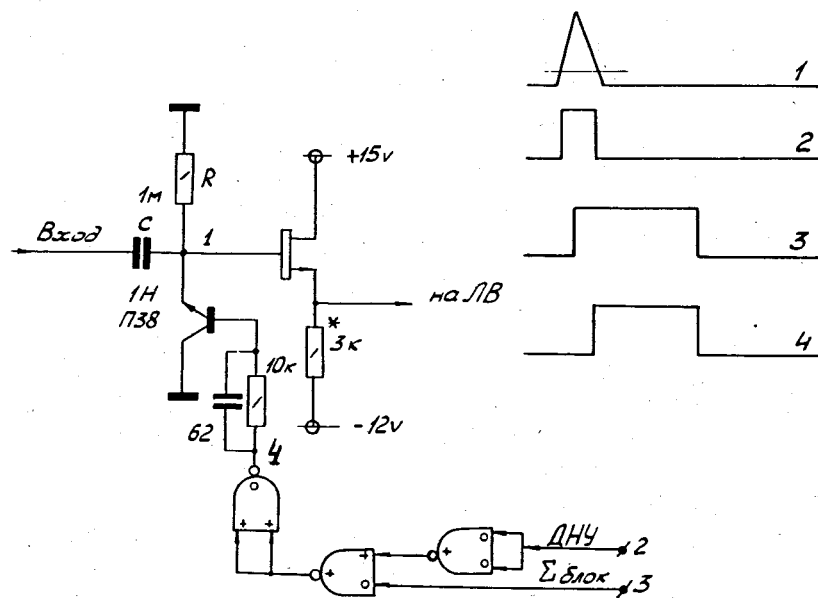 1
+15v
2
R
1м
3
Вход
С
1
на ЛВ
1Н
П38
*
3к
4
10к
62
-12v
4
ДНУ
2
Σ блок
3